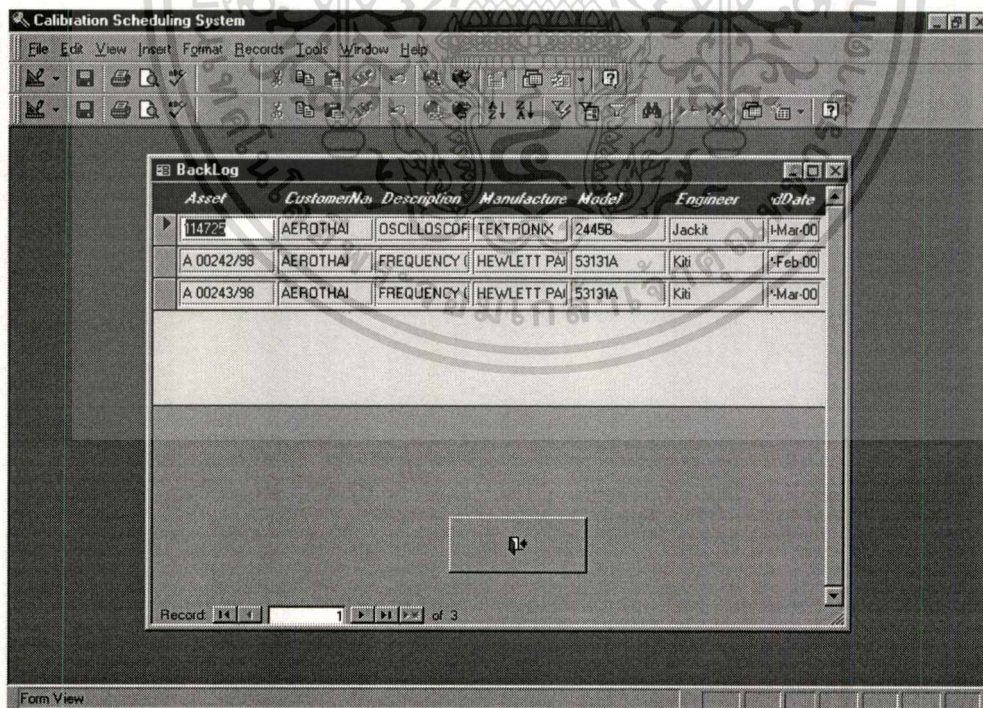 Calibration Scheduling System
File Edit View Insert Format Records Tools Window Help
BackLog
Asset CustomerNa Description Manufacture Model Engineer dDate
114725 AEROTHAI OSCILLOSCOP TEKTRONIX 2445B Jackit -Mar-00
A 00242/98 AEROTHAI FREQUENCY HEWLETT PA 53131A Kiti -Feb-00
A 00243/98 AEROTHAI FREQUENCY HEWLETT PA 53131A Kiti -Mar-00
Record: 1 of 3
Form View